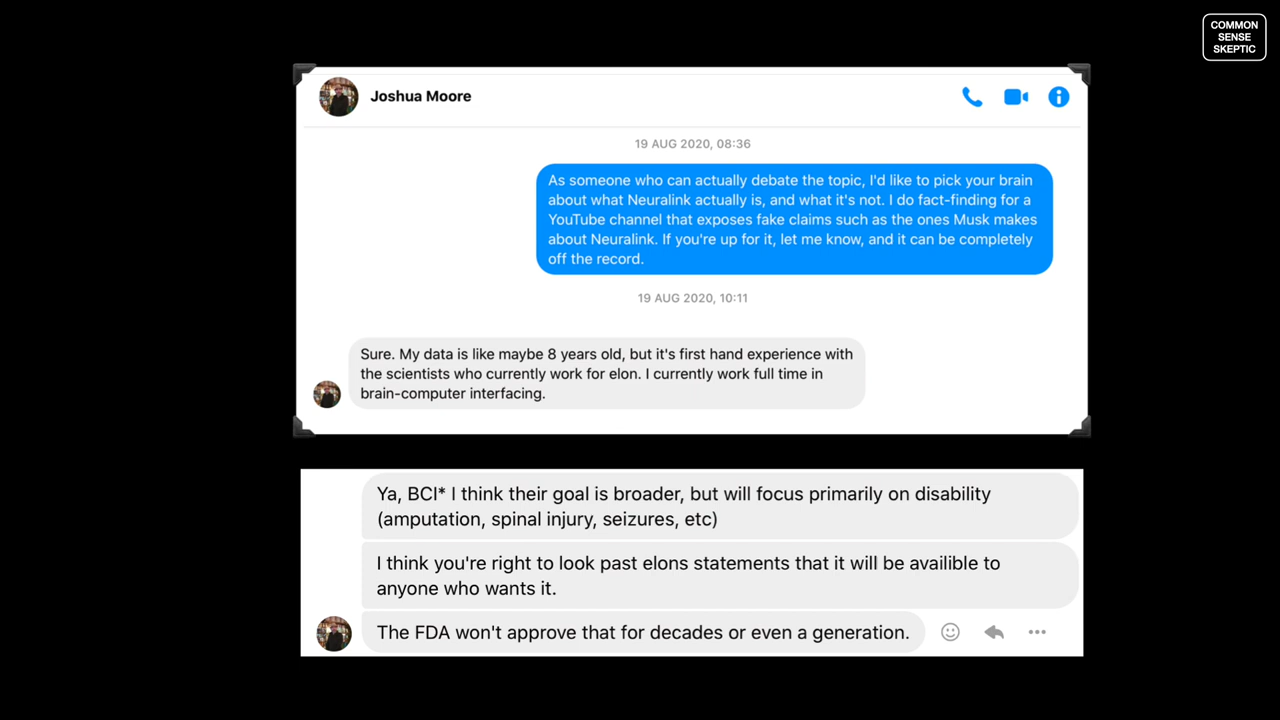 COMMON
SENSE
SKEPTIC
Joshua Moore
19 AUG 2020, 08:36
As someone who can actually debate the topic, I'd like to pick your brain
about what Neuralink actually is, and what it's not. I do fact-finding for a
YouTube channel that exposes fake claims such as the ones Musk makes
about Neuralink. If you're up for it, let me know, and it can be completely
off the record.
19 AUG 2020, 10:11
Sure. My data is like maybe 8 years old, but it's first hand experience with
the scientists who currently work for elon. I currently work full time in
brain-computer interfacing.
Ya, BCI* I think their goal is broader, but will focus primarily on disability
(amputation, spinal injury, seizures, etc)
I think you're right to look past elons statements that it will be availible to
anyone who wants it.
The FDA won't approve that for decades or even a generation.